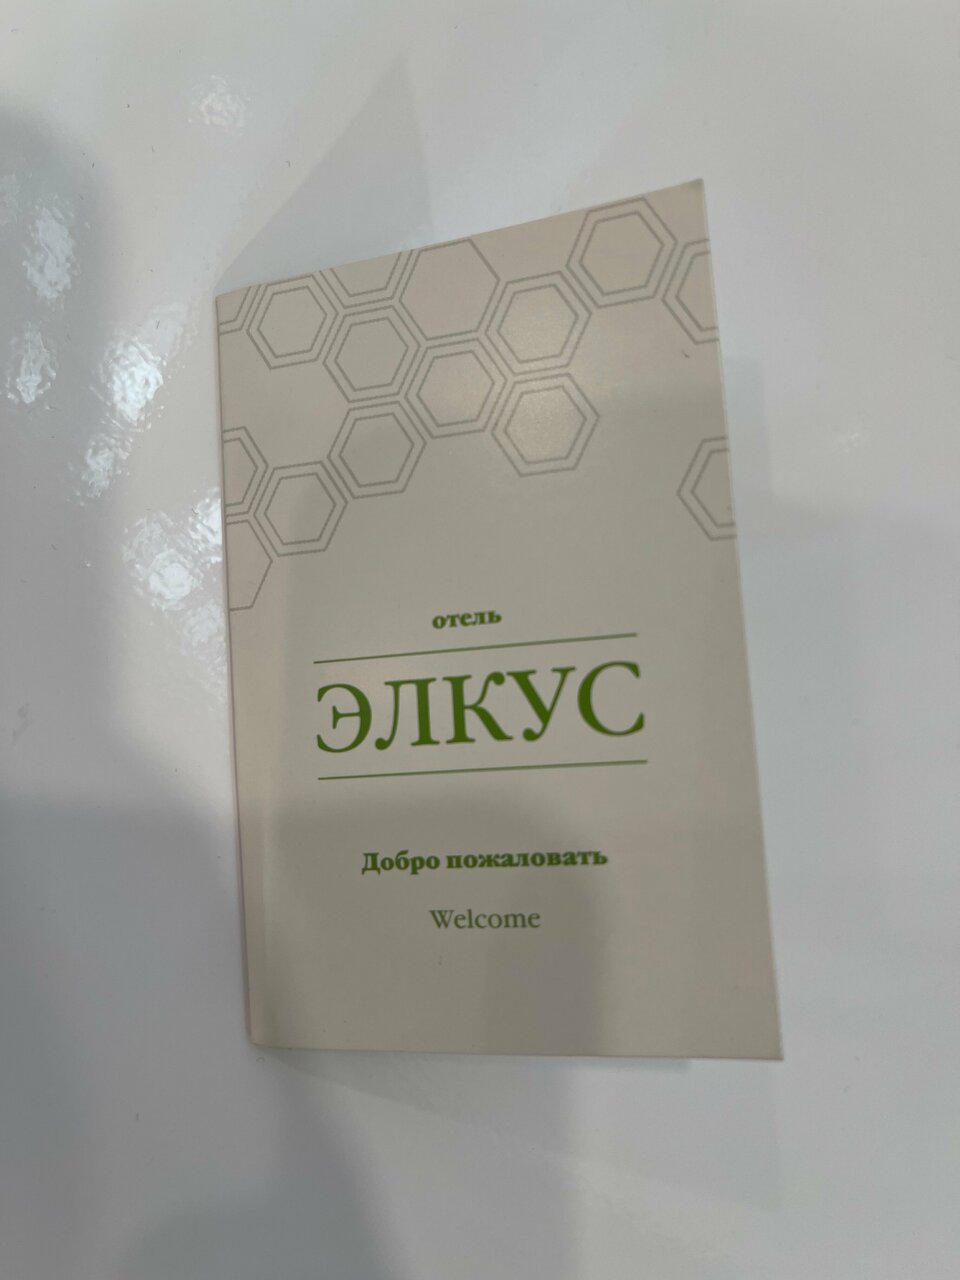 отель
ЭЛКУС
Добро пожаловать
Welcome